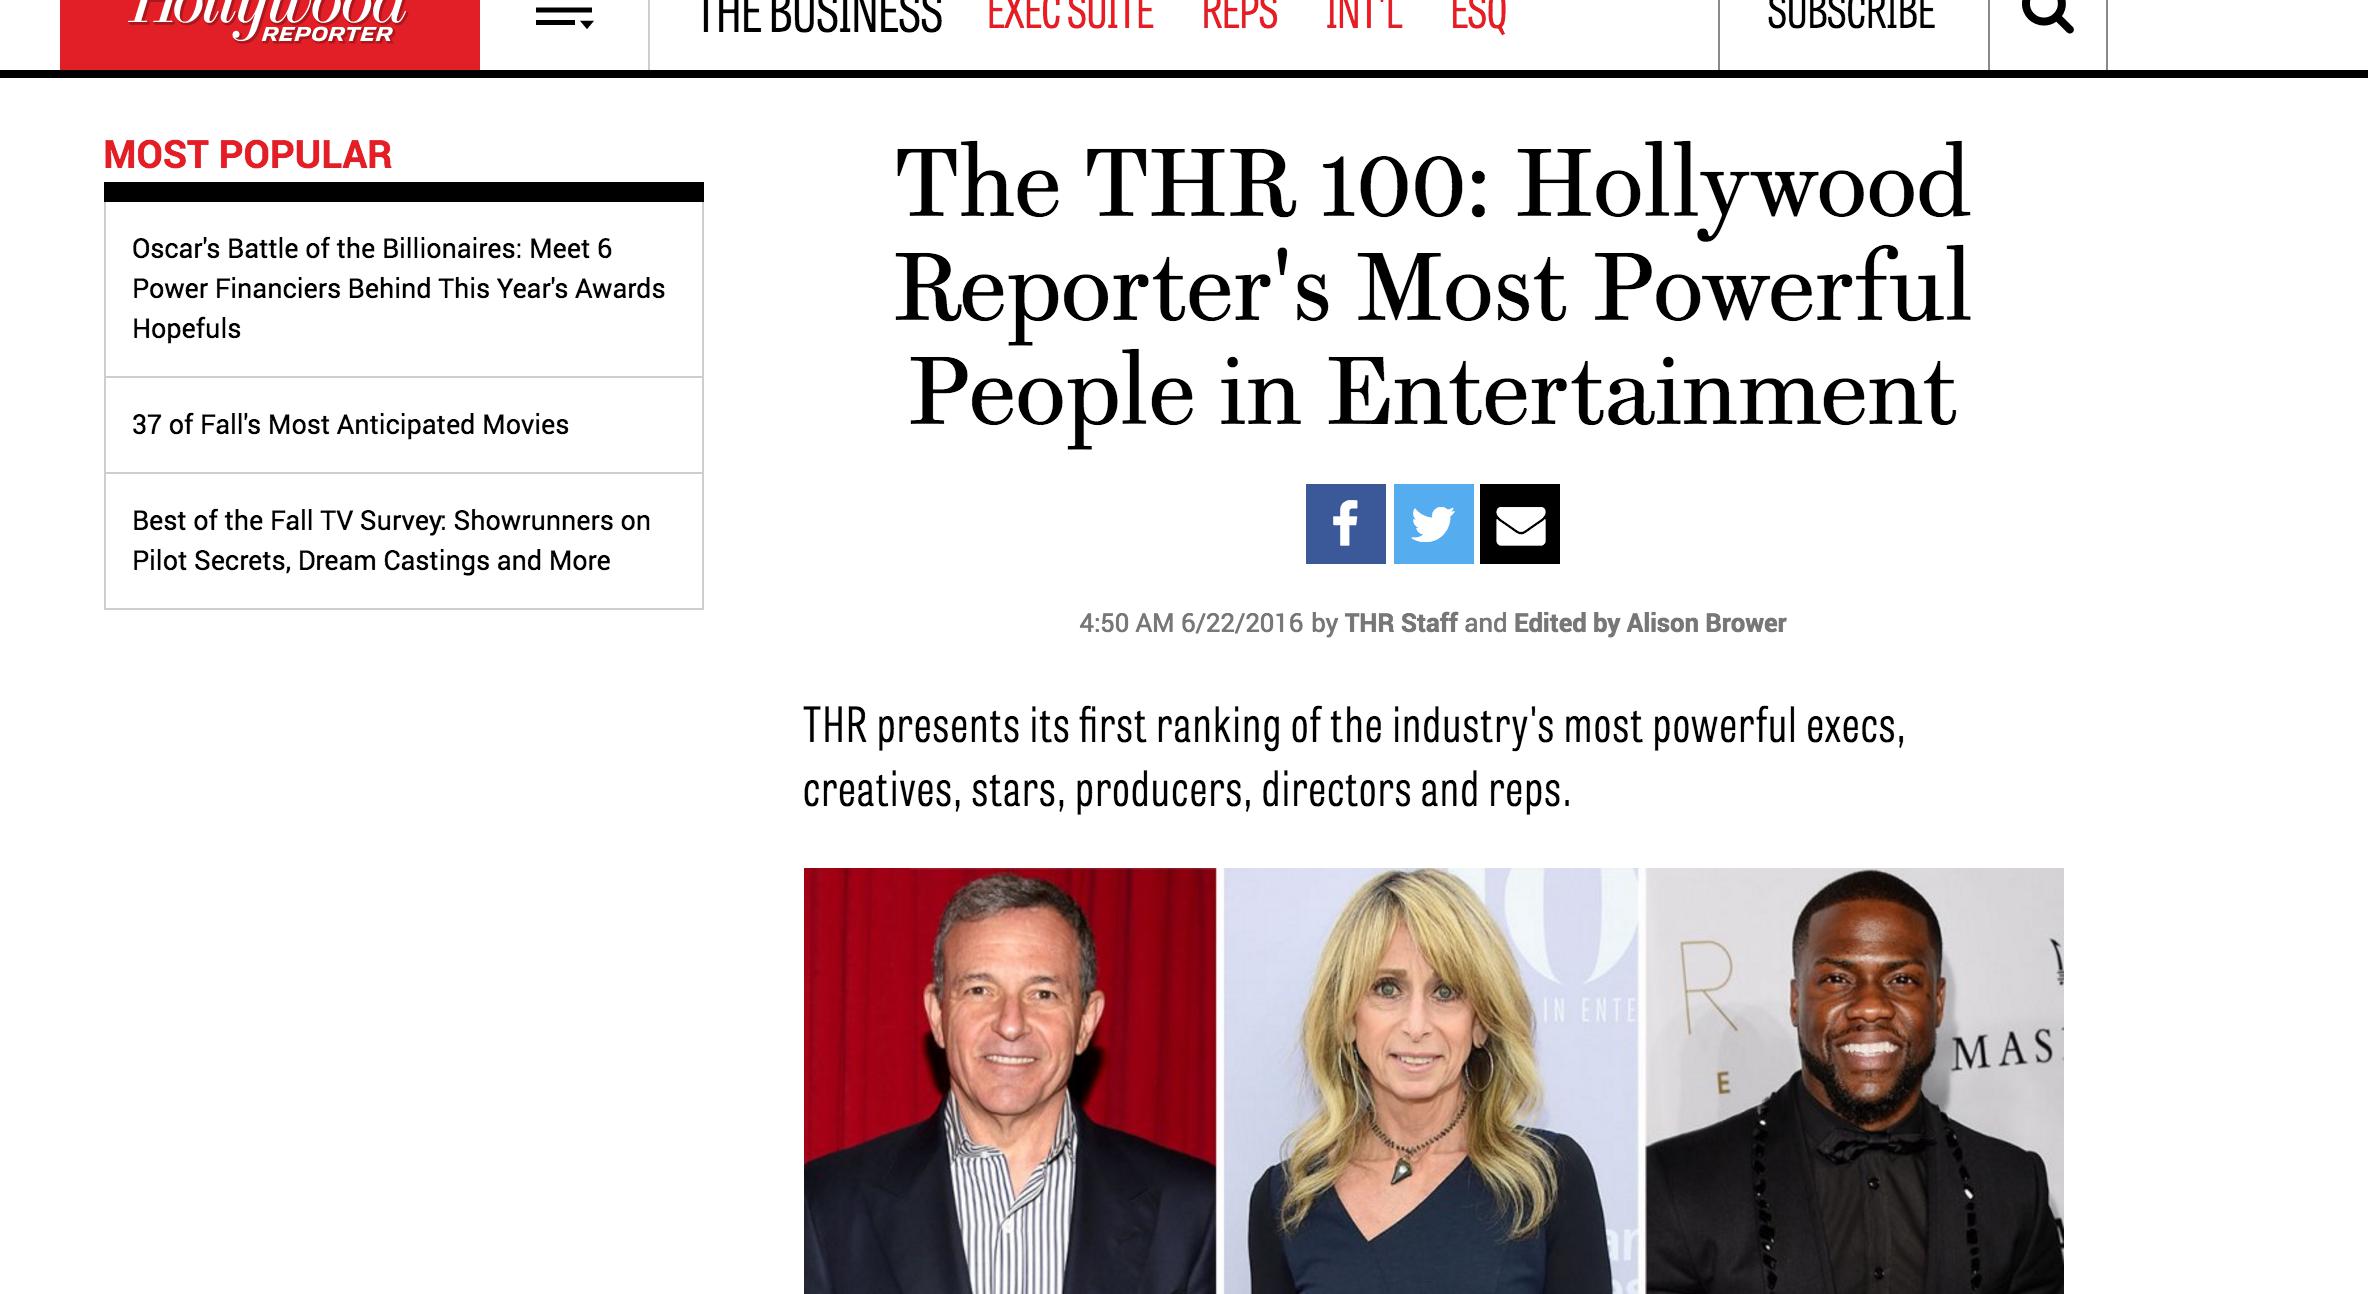 Hollywood
REPORTER
THE BUSINESS
EXEC SUITE
REPS
INT'L
ESQ
SUBSCRIBE
MOST POPULAR
Oscar's Battle of the Billionaires: Meet 6
Power Financiers Behind This Year's Awards
Hopefuls
37 of Fall's Most Anticipated Movies
Best of the Fall TV Survey: Showrunners on
Pilot Secrets, Dream Castings and More
The THR 100: Hollywood
Reporter's Most Powerful
People in Entertainment
4:50 AM 6/22/2016 by THR Staff and Edited by Alison Brower
THR presents its first ranking of the industry's most powerful execs,
creatives, stars, producers, directors and reps.
IN ENTE
R
E
MAS